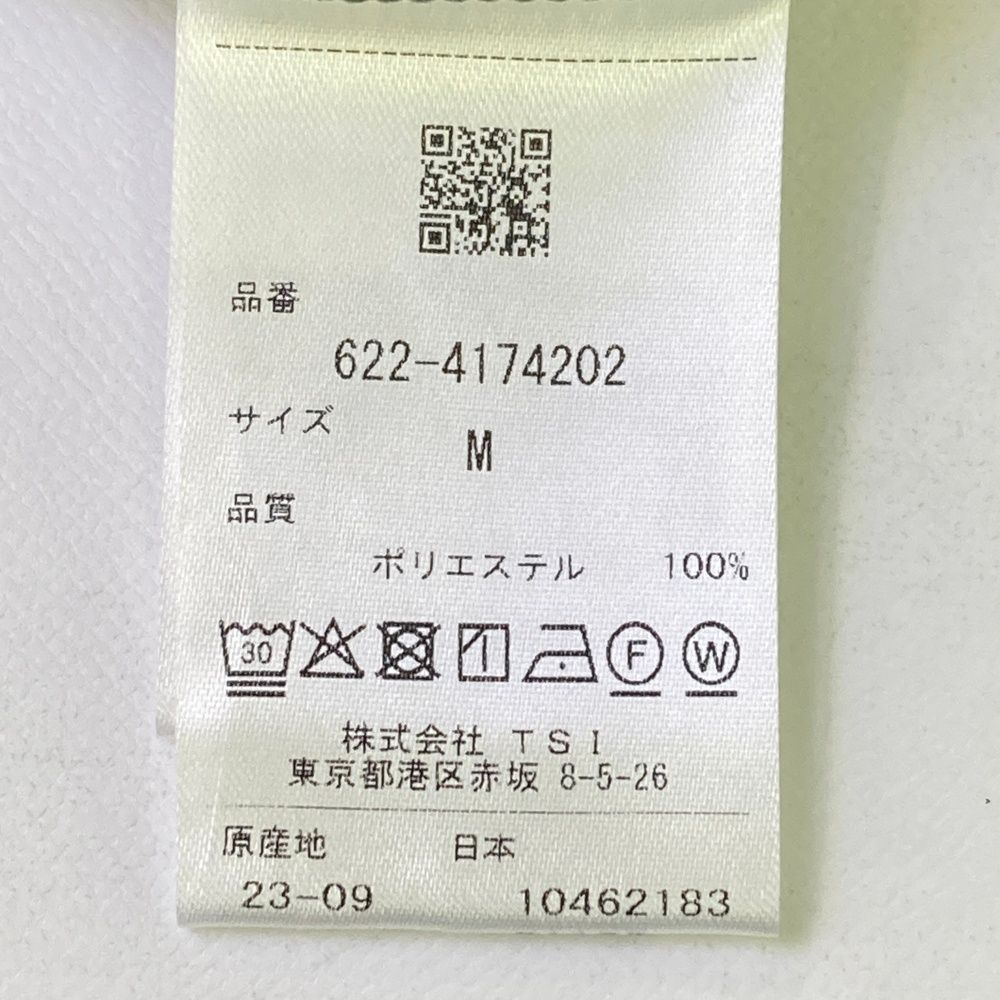 品番
622-4174202
サイズ
M
品質
ポリエステル 100%
30 F W
株式会社 TSI
東京都港区赤坂 8-5-26
原産地 日本
23-09 10462183